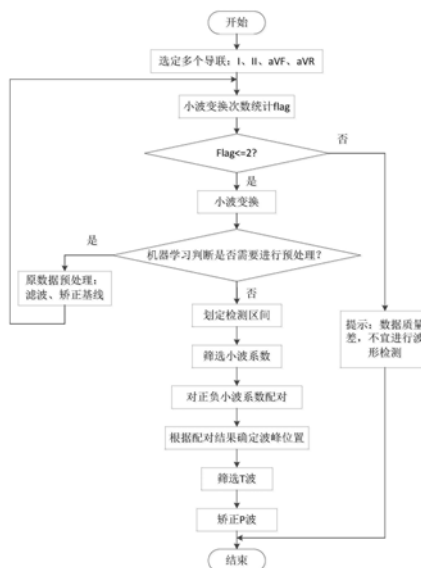 开始
选定多个导联：I、II、aVF、aVR
小波变换次数统计flag
否
Flag<=2?
是
小波变换
是
机器学习判断是否需要进行预处理？
原数据预处理：
滤波、矫正基线
否
划定检测区间
提示：数据质量
差，不宜进行波
形检测
筛选小波系数
对正负小波系数配对
根据配对结果确定波峰位置
筛选T波
矫正P波
结束